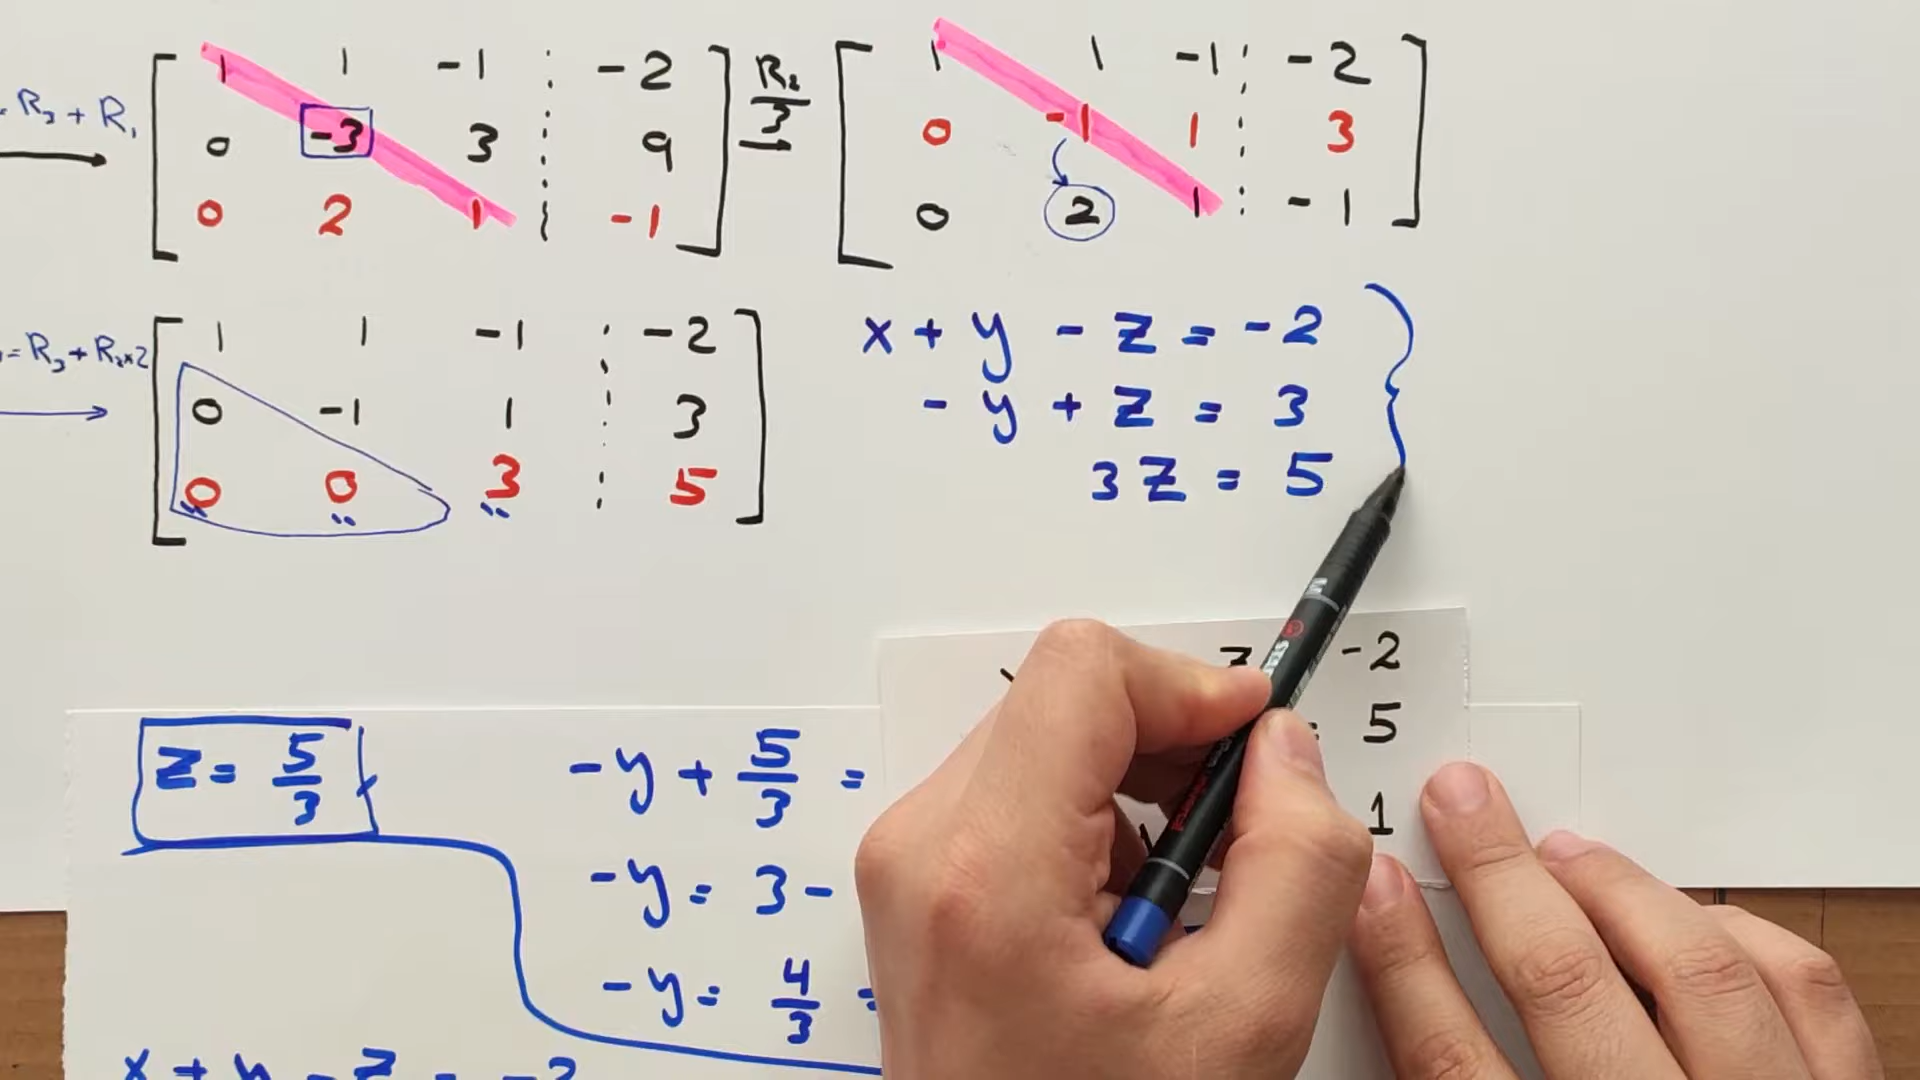 R₃ + R₁
1 1 -1 -2
0 -3 3 9
0 2 1 -1
R₂
3
1 1 -1 -2
0 -1 1 3
0 2 1 -1
= R₃ + R₂×2
1 1 -1 -2
0 -1 1 3
0 0 3 5
x + y - z = -2
- y + z = 3
3z = 5
z -2
5
1
z = 5/3
-y + 5/3 =
-y = 3 -
-y = 4/3 =
x + y - z = -2